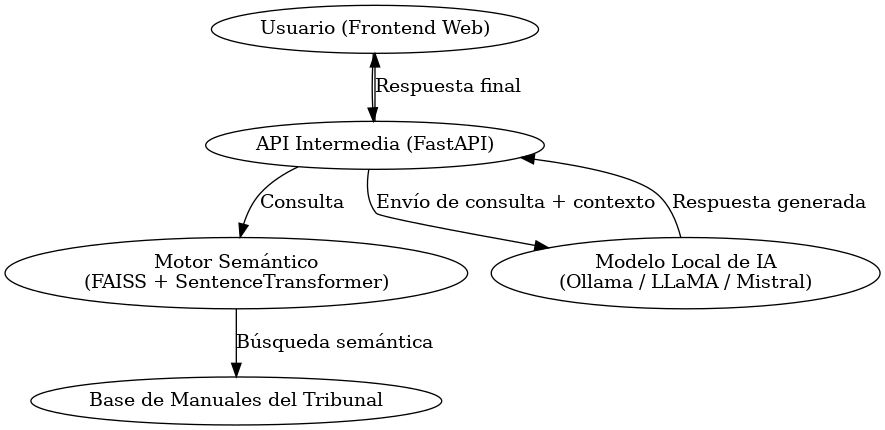 Usuario (Frontend Web)
Respuesta final
API Intermedia (FastAPI)
Consulta
Envío de consulta + contexto
Respuesta generada
Motor Semántico
(FAISS + SentenceTransformer)
Modelo Local de IA
(Ollama / LLaMA / Mistral)
Búsqueda semántica
Base de Manuales del Tribunal